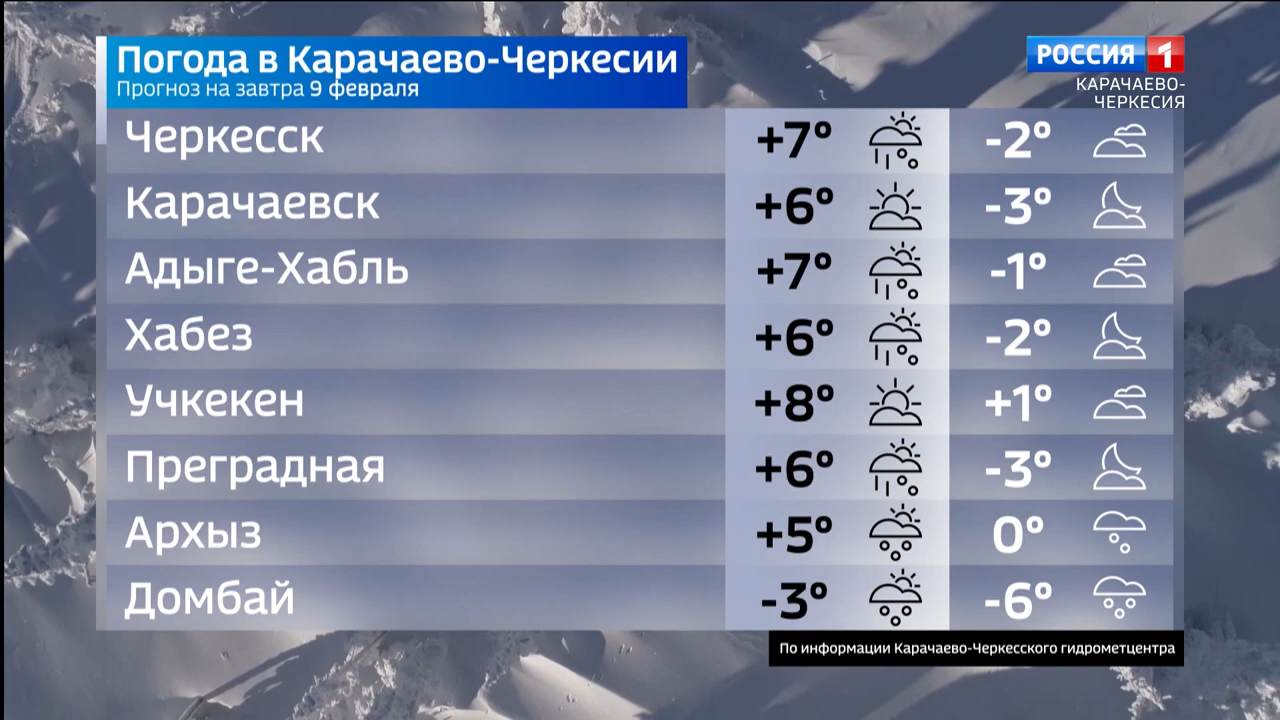 Погода в Карачаево-Черкесии
Прогноз на завтра 9 февраля
РОССИЯ 1
КАРАЧАЕВО-
ЧЕРКЕСИЯ
Черкесск +7° -2°
Карачаевск +6° -3°
Адыге-Хабль +7° -1°
Хабез +6° -2°
Учкекен +8° +1°
Преградная +6° -3°
Архыз +5° 0°
Домбай -3° -6°
По информации Карачаево-Черкесского гидрометцентра